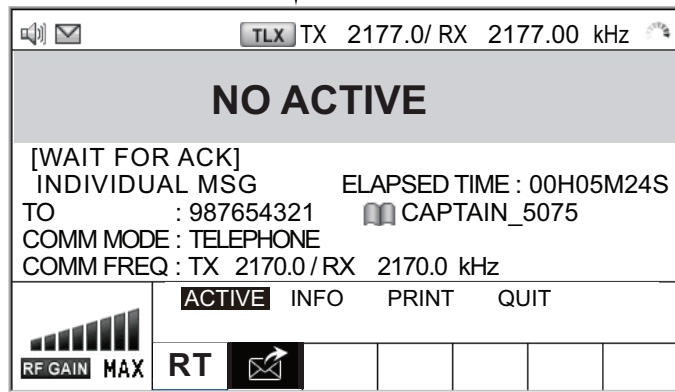 TLX TX 2177.0/ RX 2177.00 kHz
NO ACTIVE
[WAIT FOR ACK]
INDIVIDUAL MSG ELAPSED TIME : 00H05M24S
TO : 987654321 CAPTAIN_5075
COMM MODE : TELEPHONE
COMM FREQ : TX 2170.0 / RX 2170.0 kHz
ACTIVE INFO PRINT QUIT
RF GAIN MAX RT